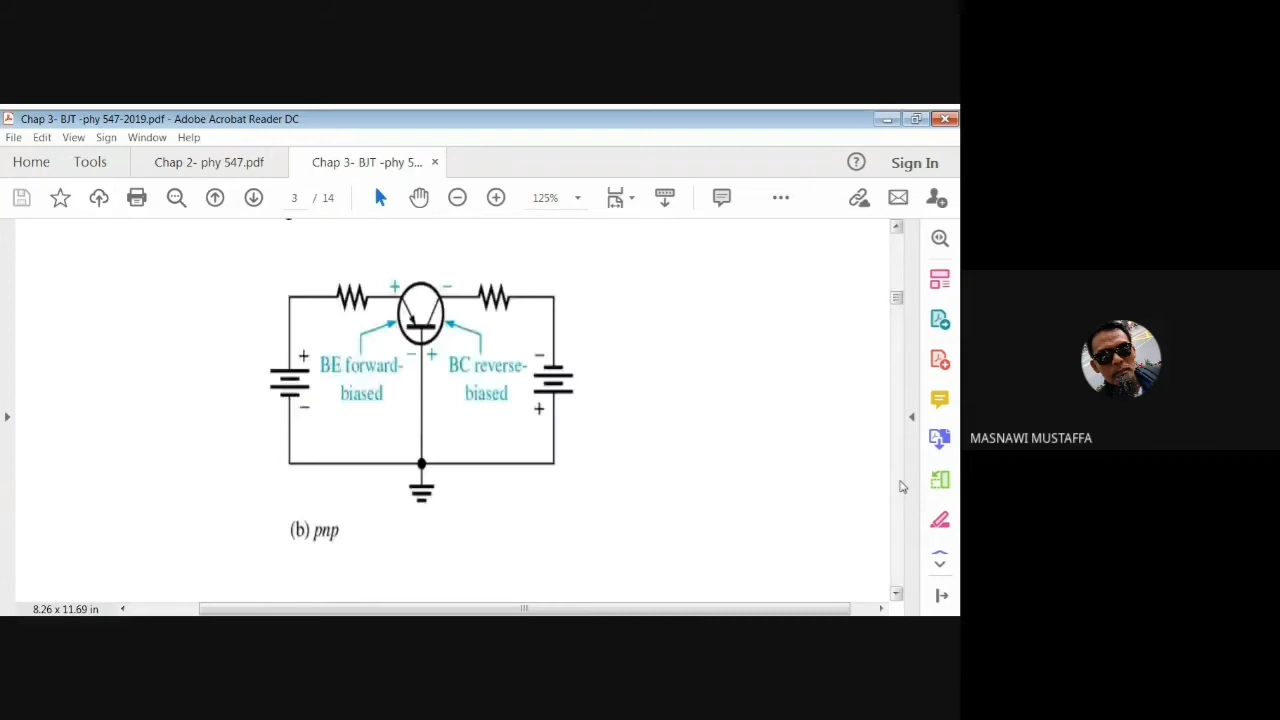 Chap 3- BJT -phy 547-2019.pdf - Adobe Acrobat Reader DC
File Edit View Sign Window Help
Home Tools Chap 2- phy 547.pdf Chap 3- BJT -phy 5... × ? Sign In
3 / 14 125%
+ −
+ − + −
BE forward-biased
BC reverse-biased
− +
(b) pnp
8.26 x 11.69 in
MASNAWI MUSTAFFA